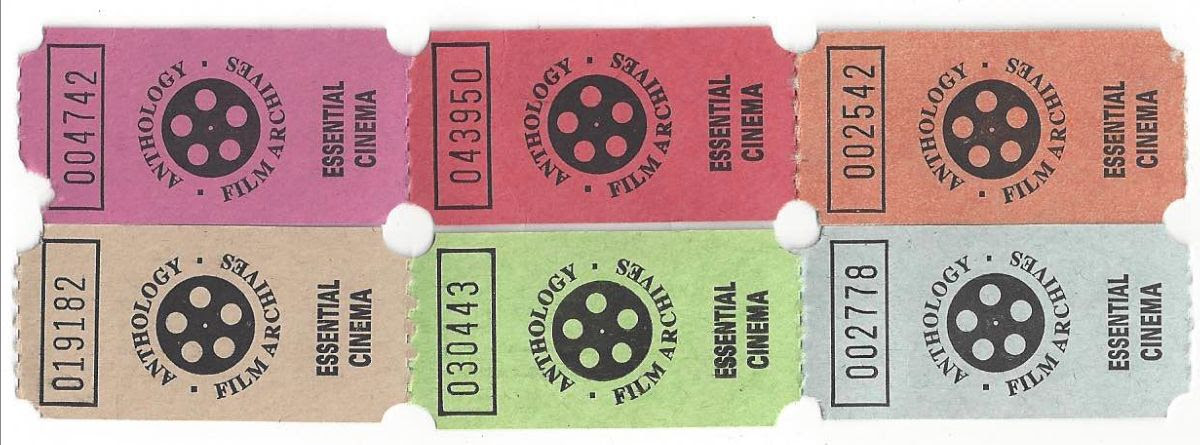 004742
ANTHOLOGY · FILM ARCHIVES ·
ESSENTIAL
CINEMA
043950
ANTHOLOGY · FILM ARCHIVES ·
ESSENTIAL
CINEMA
002542
ANTHOLOGY · FILM ARCHIVES ·
ESSENTIAL
CINEMA
019182
ANTHOLOGY · FILM ARCHIVES ·
ESSENTIAL
CINEMA
030443
ANTHOLOGY · FILM ARCHIVES ·
ESSENTIAL
CINEMA
002778
ANTHOLOGY · FILM ARCHIVES ·
ESSENTIAL
CINEMA